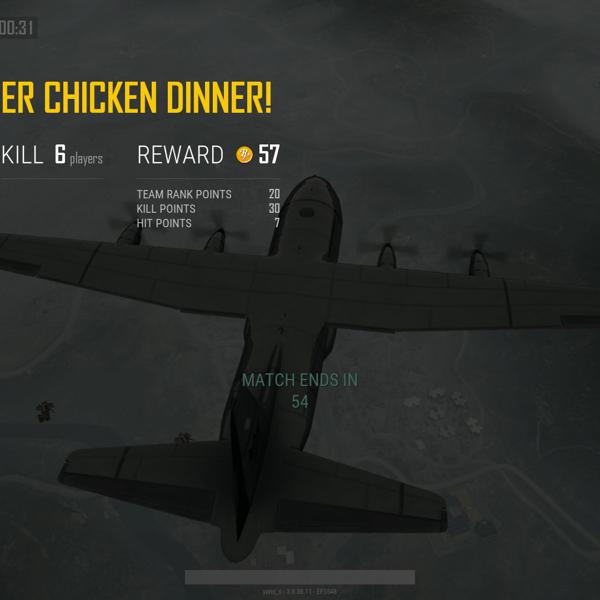 00:31
ER CHICKEN DINNER!
KILL 6 players
REWARD 57
TEAM RANK POINTS 20
KILL POINTS 30
HIT POINTS 7
MATCH ENDS IN
54